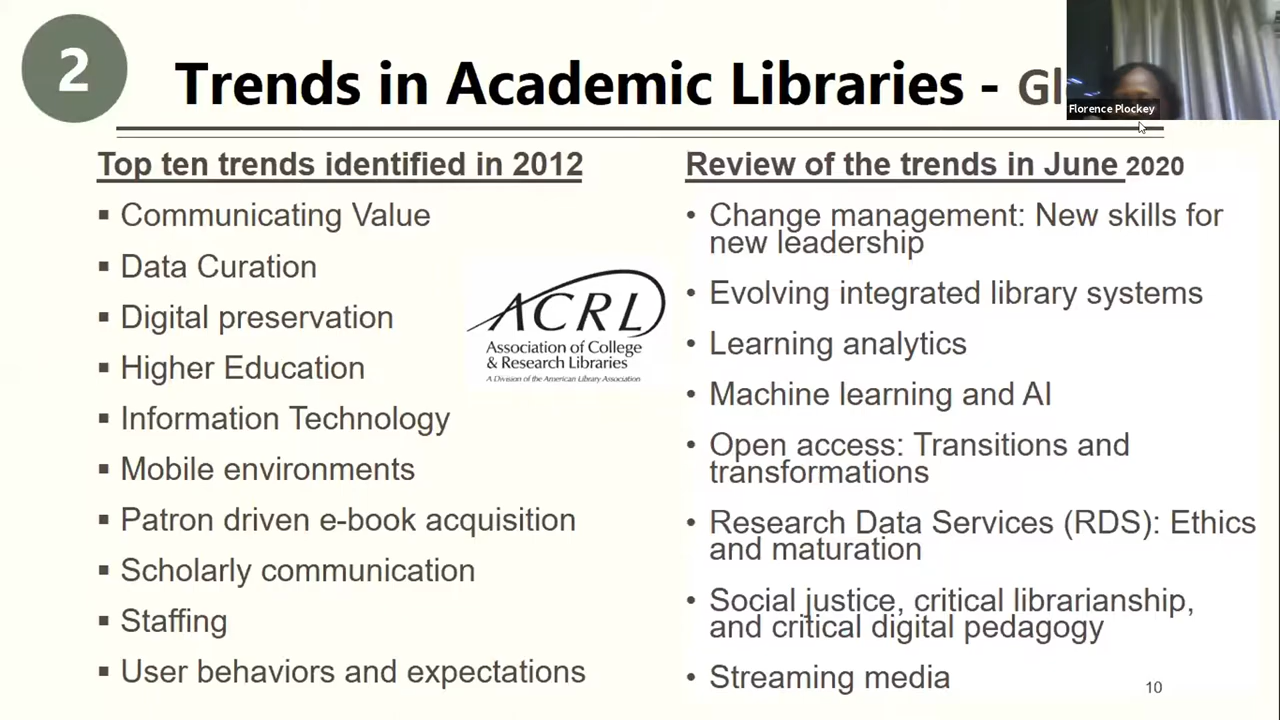 2
Trends in Academic Libraries - Gl
Florence Plockey
Top ten trends identified in 2012
▪ Communicating Value
▪ Data Curation
▪ Digital preservation
▪ Higher Education
▪ Information Technology
▪ Mobile environments
▪ Patron driven e-book acquisition
▪ Scholarly communication
▪ Staffing
▪ User behaviors and expectations
ACRL
Association of College
& Research Libraries
A Division of the American Library Association
Review of the trends in June 2020
• Change management: New skills for
new leadership
• Evolving integrated library systems
• Learning analytics
• Machine learning and AI
• Open access: Transitions and
transformations
• Research Data Services (RDS): Ethics
and maturation
• Social justice, critical librarianship,
and critical digital pedagogy
• Streaming media
10